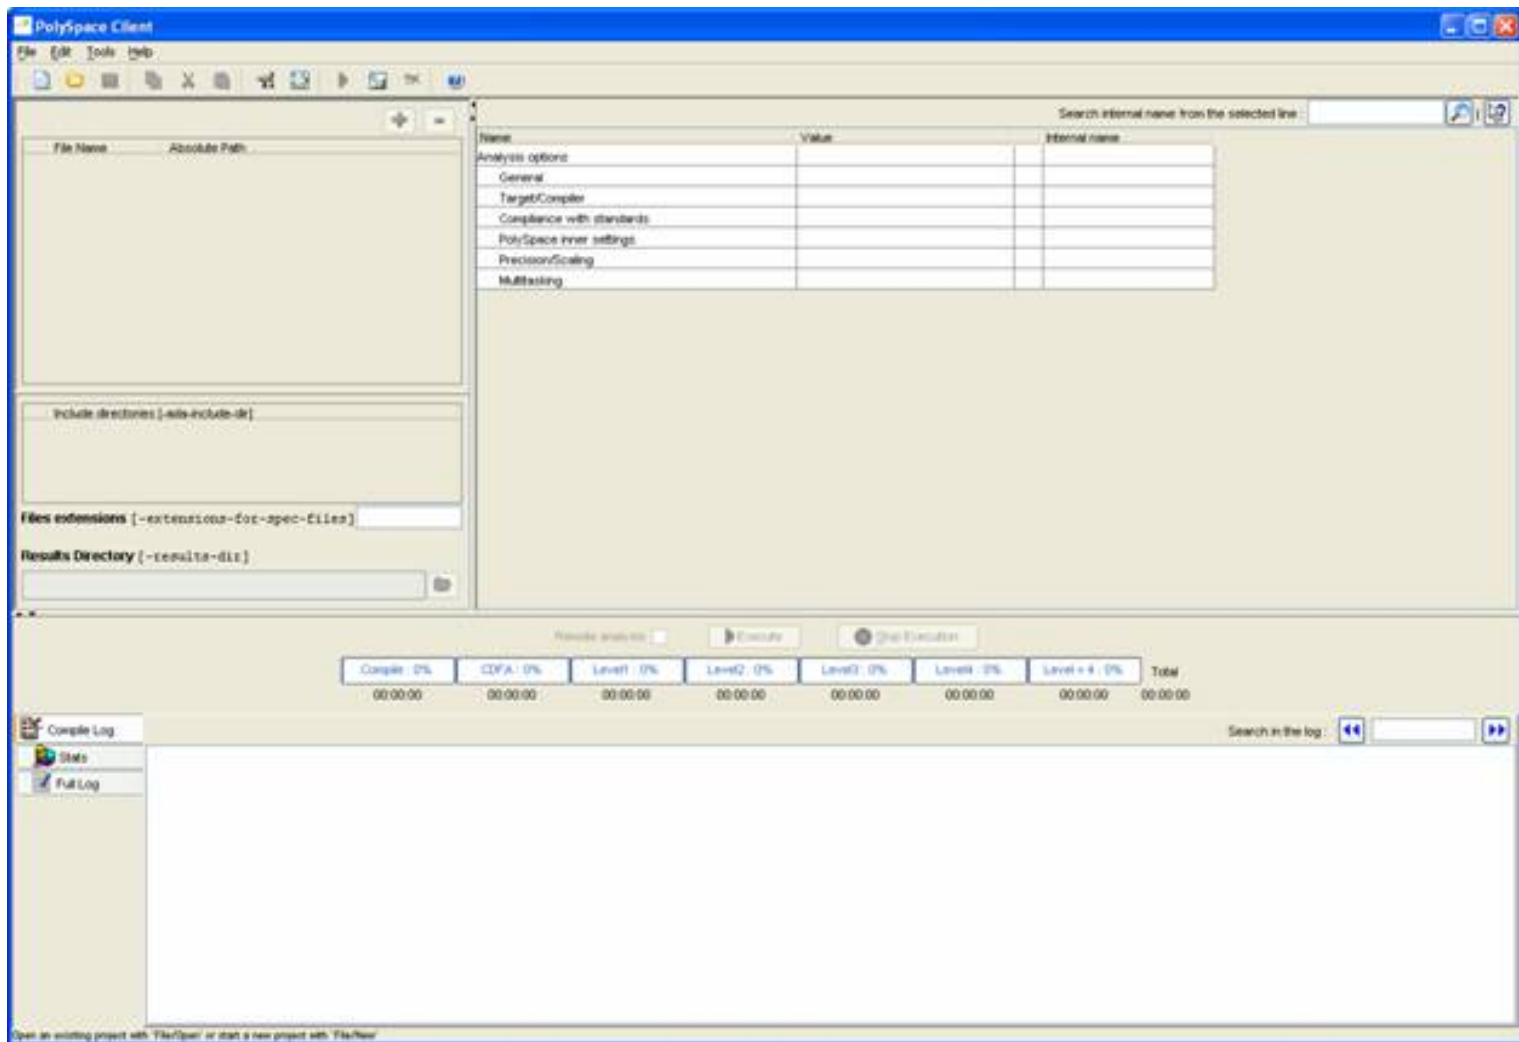 PolySpace Client
File Edit Tools Help
Search internal name from the selected line :
File Name Absolute Path
Name Value Internal name
Analysis options
General
Target/Compiler
Compliance with standards
PolySpace inner settings
Precision/Scaling
Multitasking
Include directories [-ada-include-dir]
Files extensions [-extensions-for-spec-files]
Results Directory [-results-dir]
Remote analysis Execute Stop Execution
Compile : 0% CDFA : 0% Level1 : 0% Level2 : 0% Level3 : 0% Level4 : 0% Level > 4 : 0% Total
00:00:00 00:00:00 00:00:00 00:00:00 00:00:00 00:00:00 00:00:00 00:00:00
Compile Log
Search in the log :
Stats
Full Log
Open an existing project with 'File/Open' or start a new project with 'File/New'